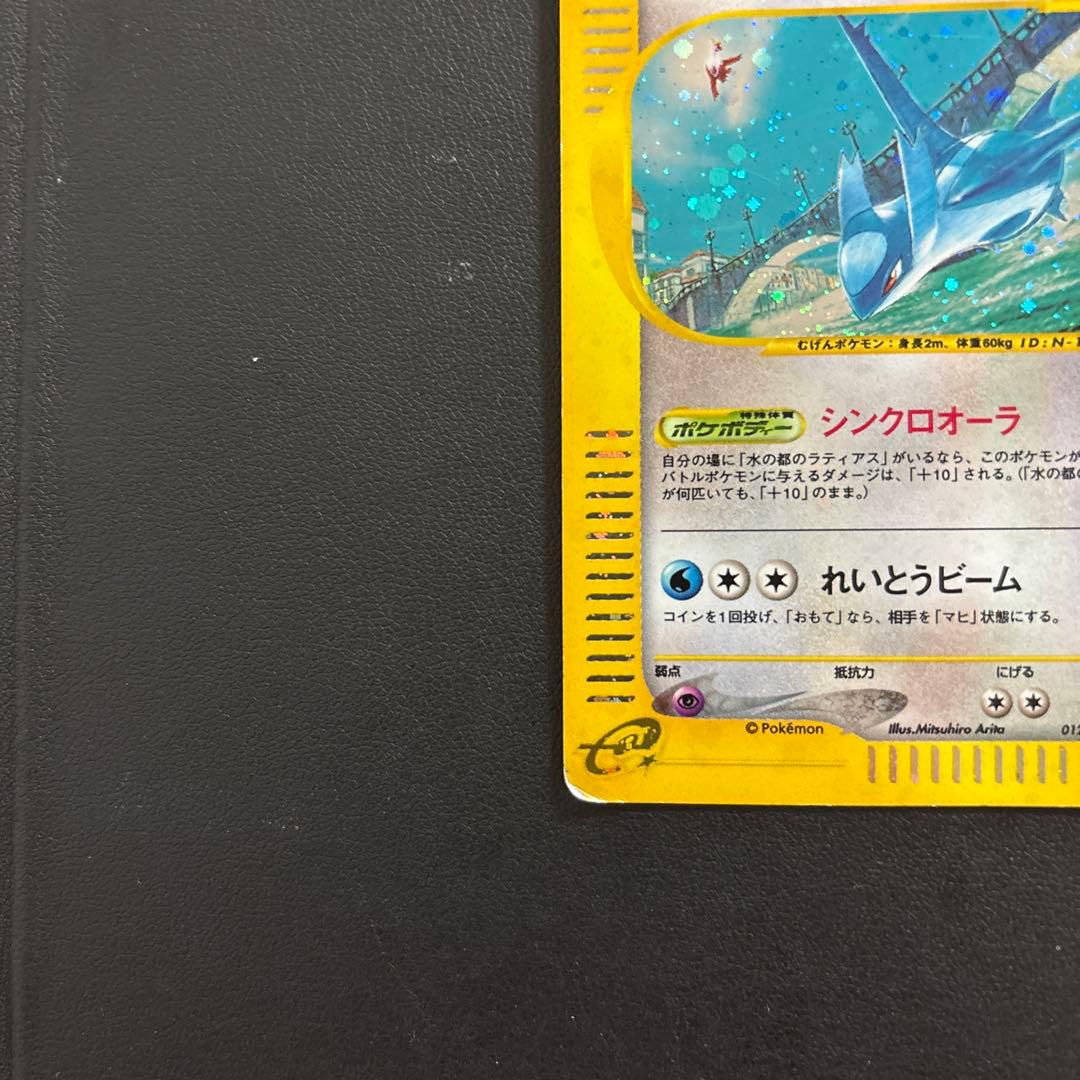 むげんポケモン：身長2m、体重60kg ID:N-
特殊体質
ポケボディー シンクロオーラ
自分の場に「水の都のラティアス」がいるなら、このポケモンが
バトルポケモンに与えるダメージは、「＋10」される。（「水の都の
が何匹いても、「＋10」のまま。）
れいとうビーム
コインを1回投げ、「おもて」なら、相手を「マヒ」状態にする。
弱点 抵抗力 にげる
©Pokémon Illus.Mitsuhiro Arita 012